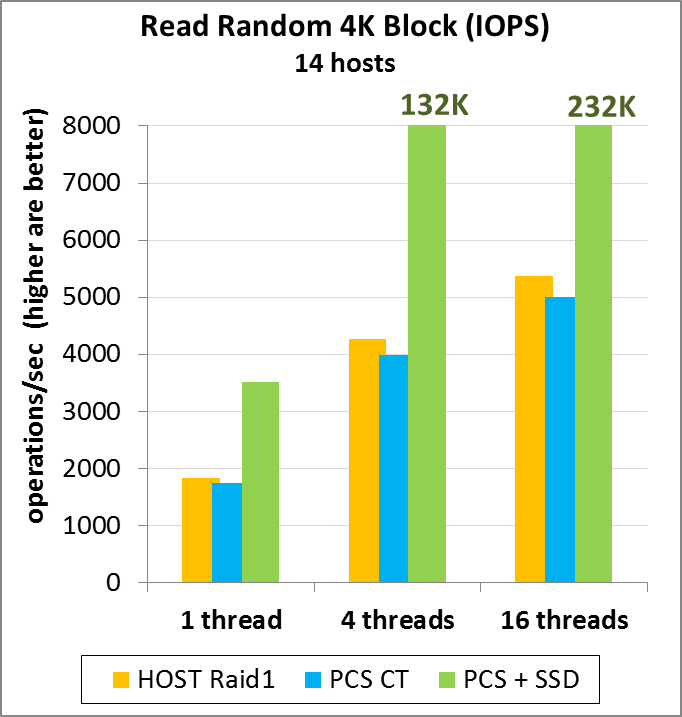 Read Random 4K Block (IOPS)
14 hosts
132K
232K
operations/sec (higher are better)
8000
7000
6000
5000
4000
3000
2000
1000
0
1 thread
4 threads
16 threads
HOST Raid1
PCS CT
PCS + SSD